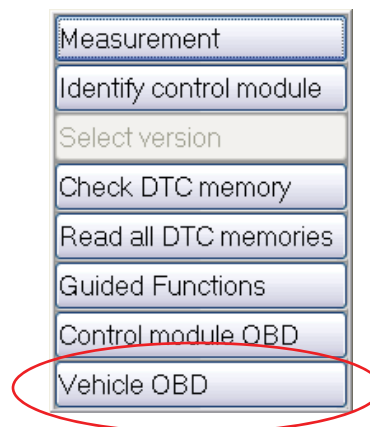 Measurement
Identify control module
Select version
Check DTC memory
Read all DTC memories
Guided Functions
Control module OBD
Vehicle OBD